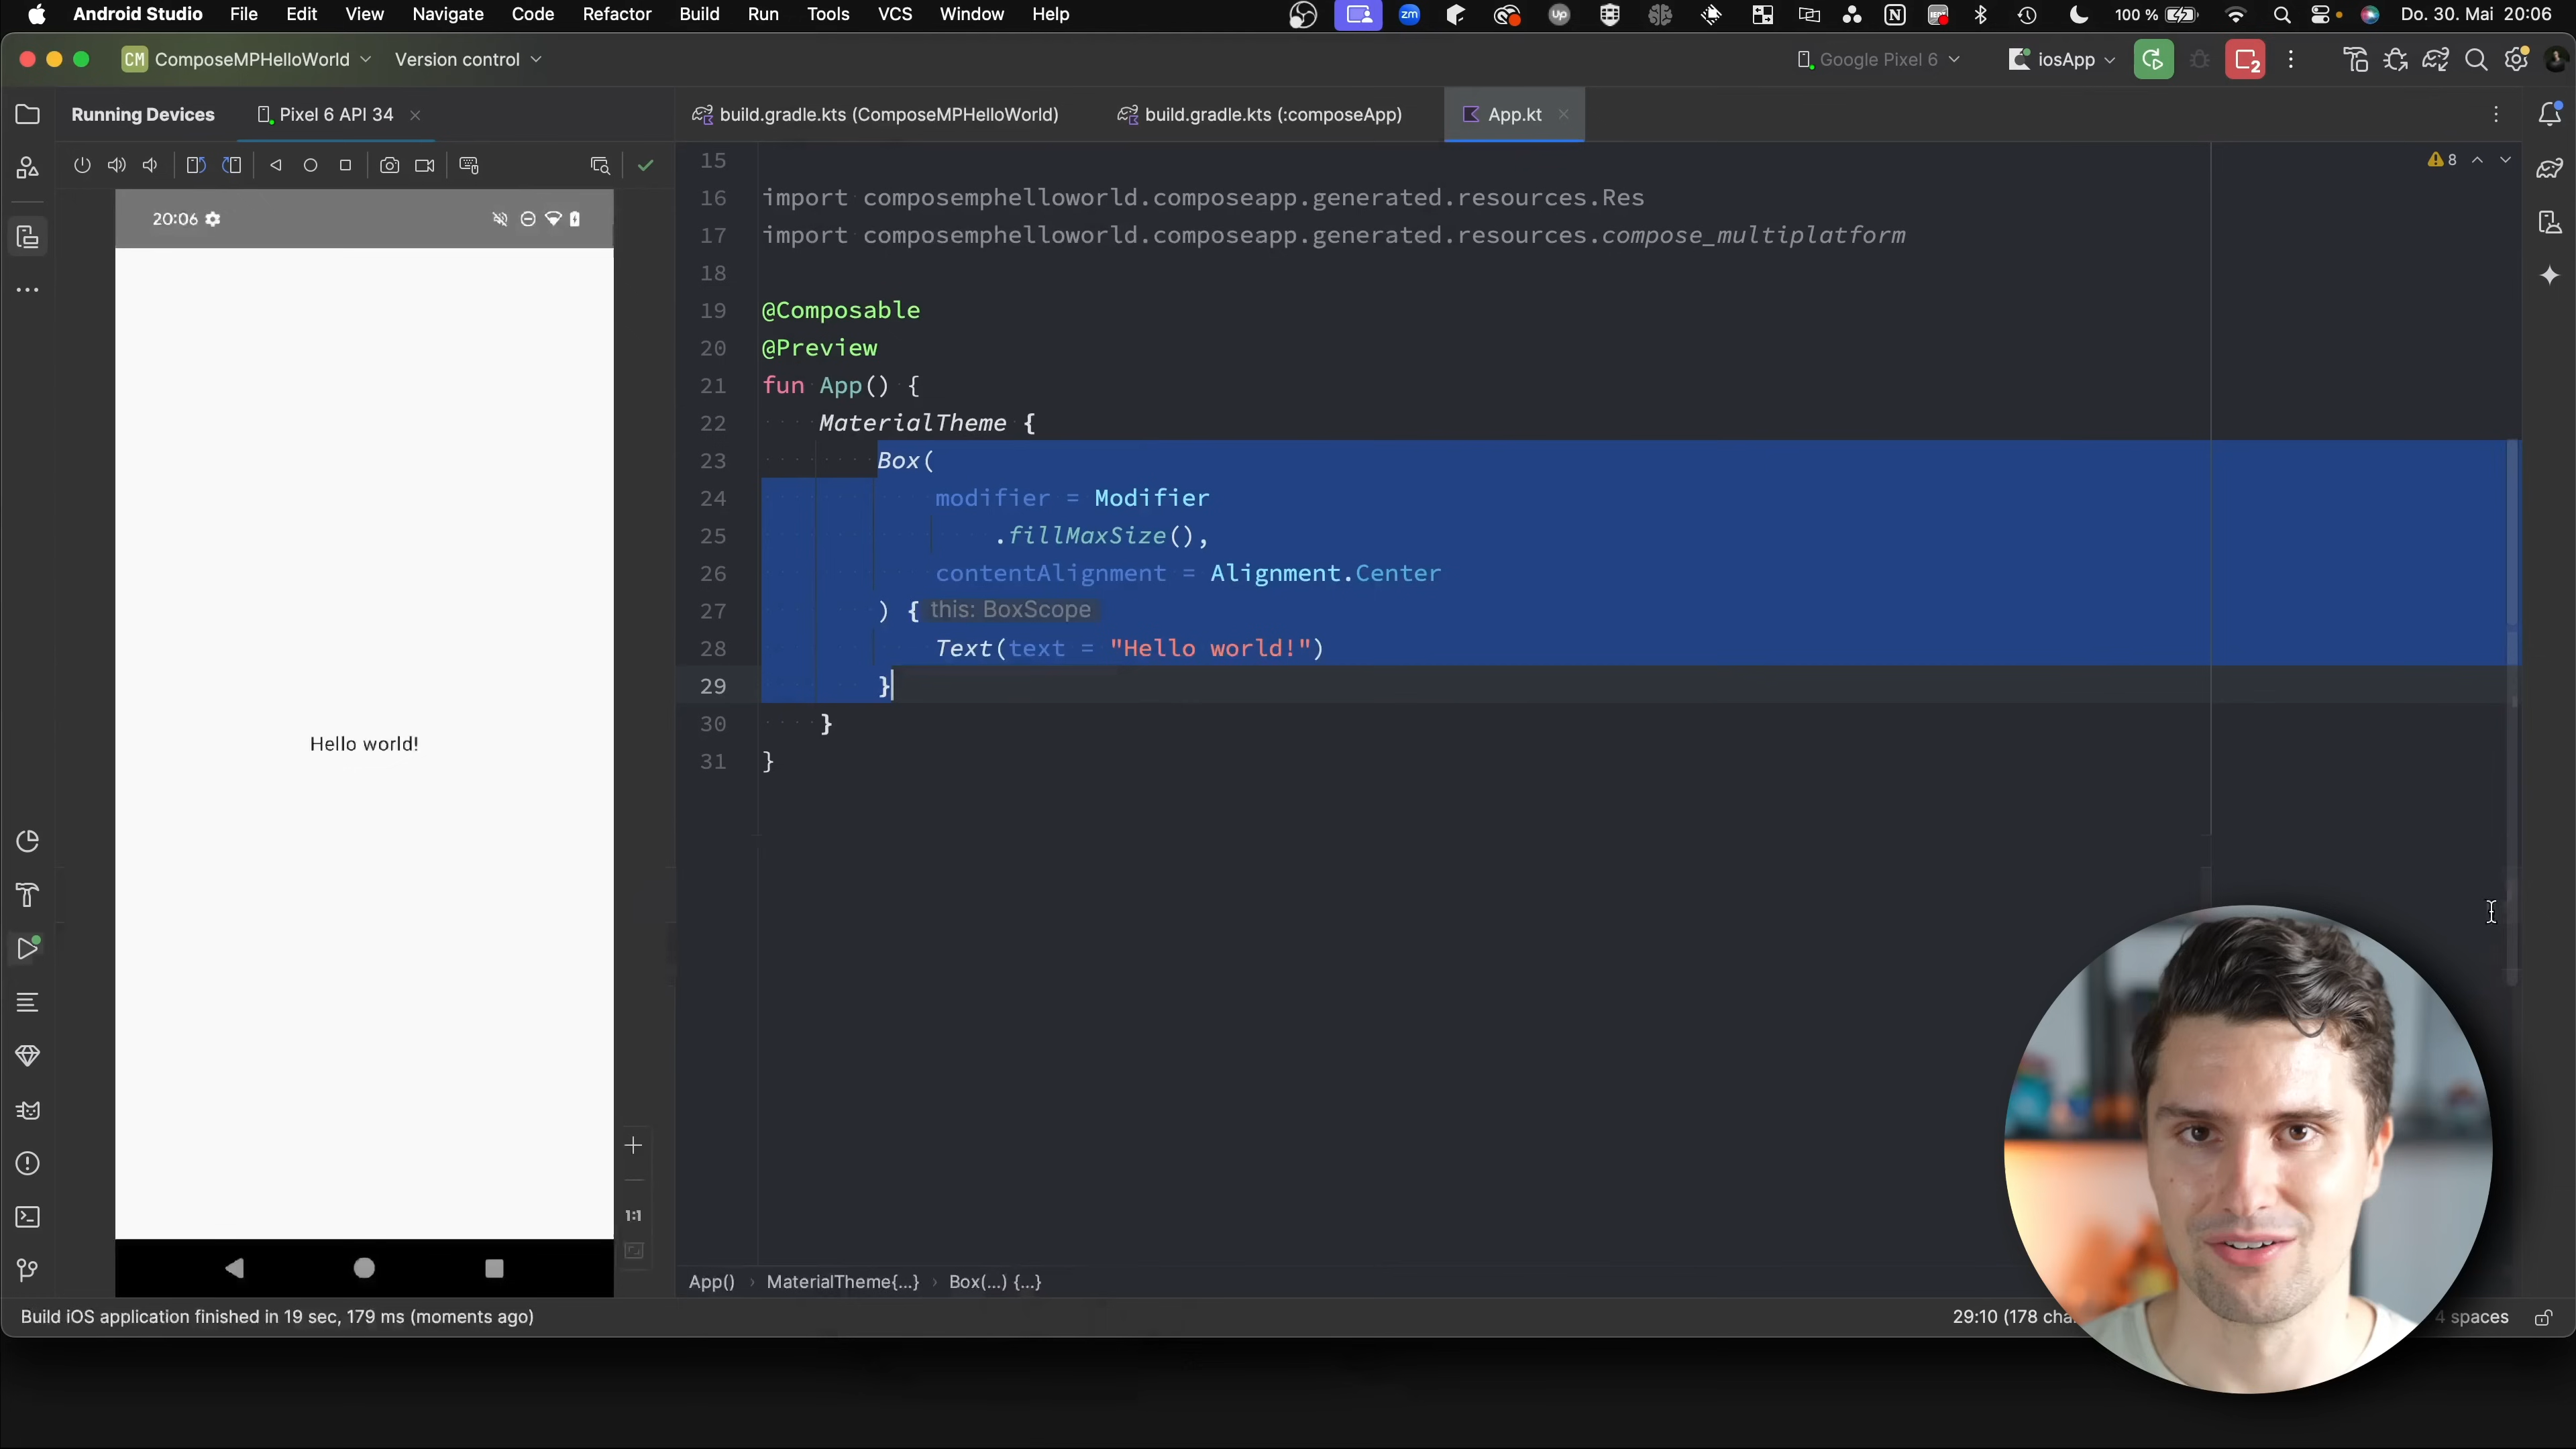 Android Studio File Edit View Navigate Code Refactor Build Run Tools VCS Window Help zm Up N 100 % Do. 30. Mai 20:06
CM ComposeMPHelloWorld Version control Google Pixel 6 iosApp 2
Running Devices Pixel 6 API 34 build.gradle.kts (ComposeMPHelloWorld) build.gradle.kts (:composeApp) App.kt
8
20:06
Hello world!
1:1
15
16 import composemphelloworld.composeapp.generated.resources.Res
17 import composemphelloworld.composeapp.generated.resources.compose_multiplatform
18
19 @Composable
20 @Preview
21 fun App() {
22 MaterialTheme {
23 Box(
24 modifier = Modifier
25 .fillMaxSize(),
26 contentAlignment = Alignment.Center
27 ) { this: BoxScope
28 Text(text = "Hello world!")
29 }
30 }
31 }
App() › MaterialTheme{...} › Box(...) {...}
Build iOS application finished in 19 sec, 179 ms (moments ago) 29:10 (178 cha 4 spaces